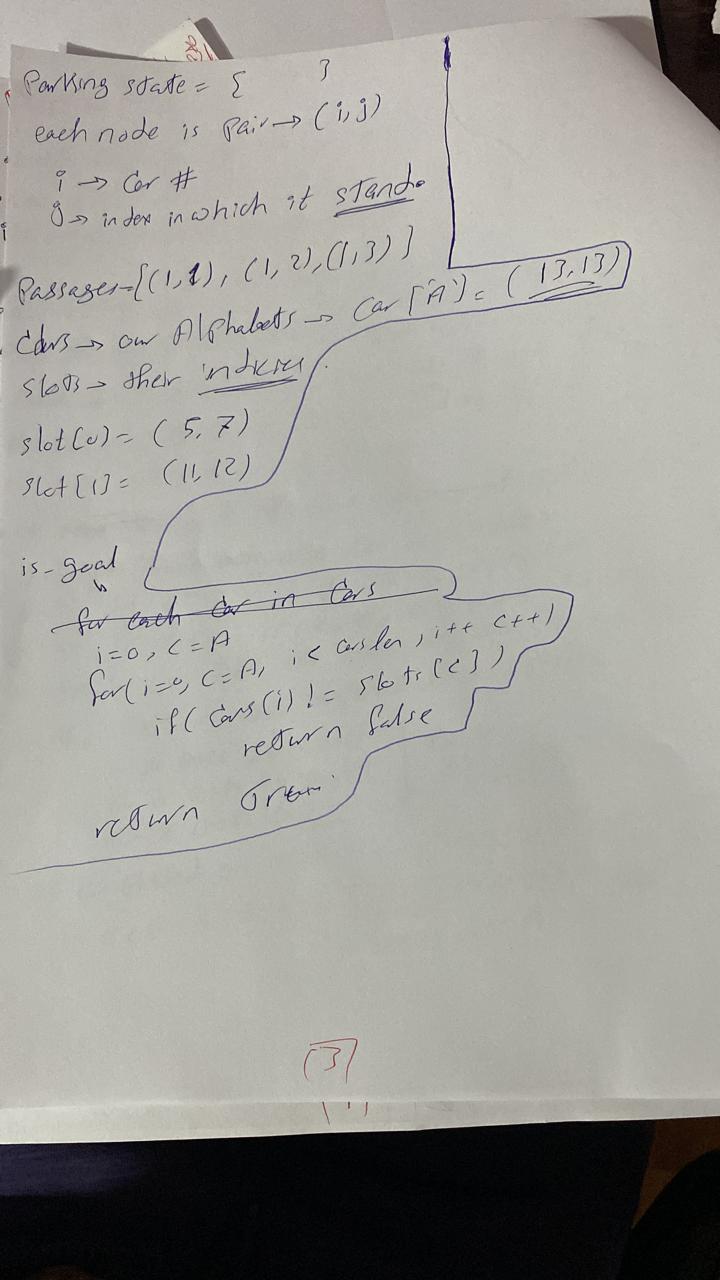 Parking state = { }
each node is pair → (i,j)
i → Car #
j → index in which it stand.
Passages = [(1,1), (1,2),(1,3)]
Cars → our Alphabets → Car ['A'] = (13,13)
slots → their indicies
slot(0) = (5,7)
slot[1] = (11,12)
is-goal
for each Car in Cars
i=0, C=A
for(i=0, C=A, i< cars len, i++ C++)
if( Cars(i) != slots [c])
return false
return True
(3)